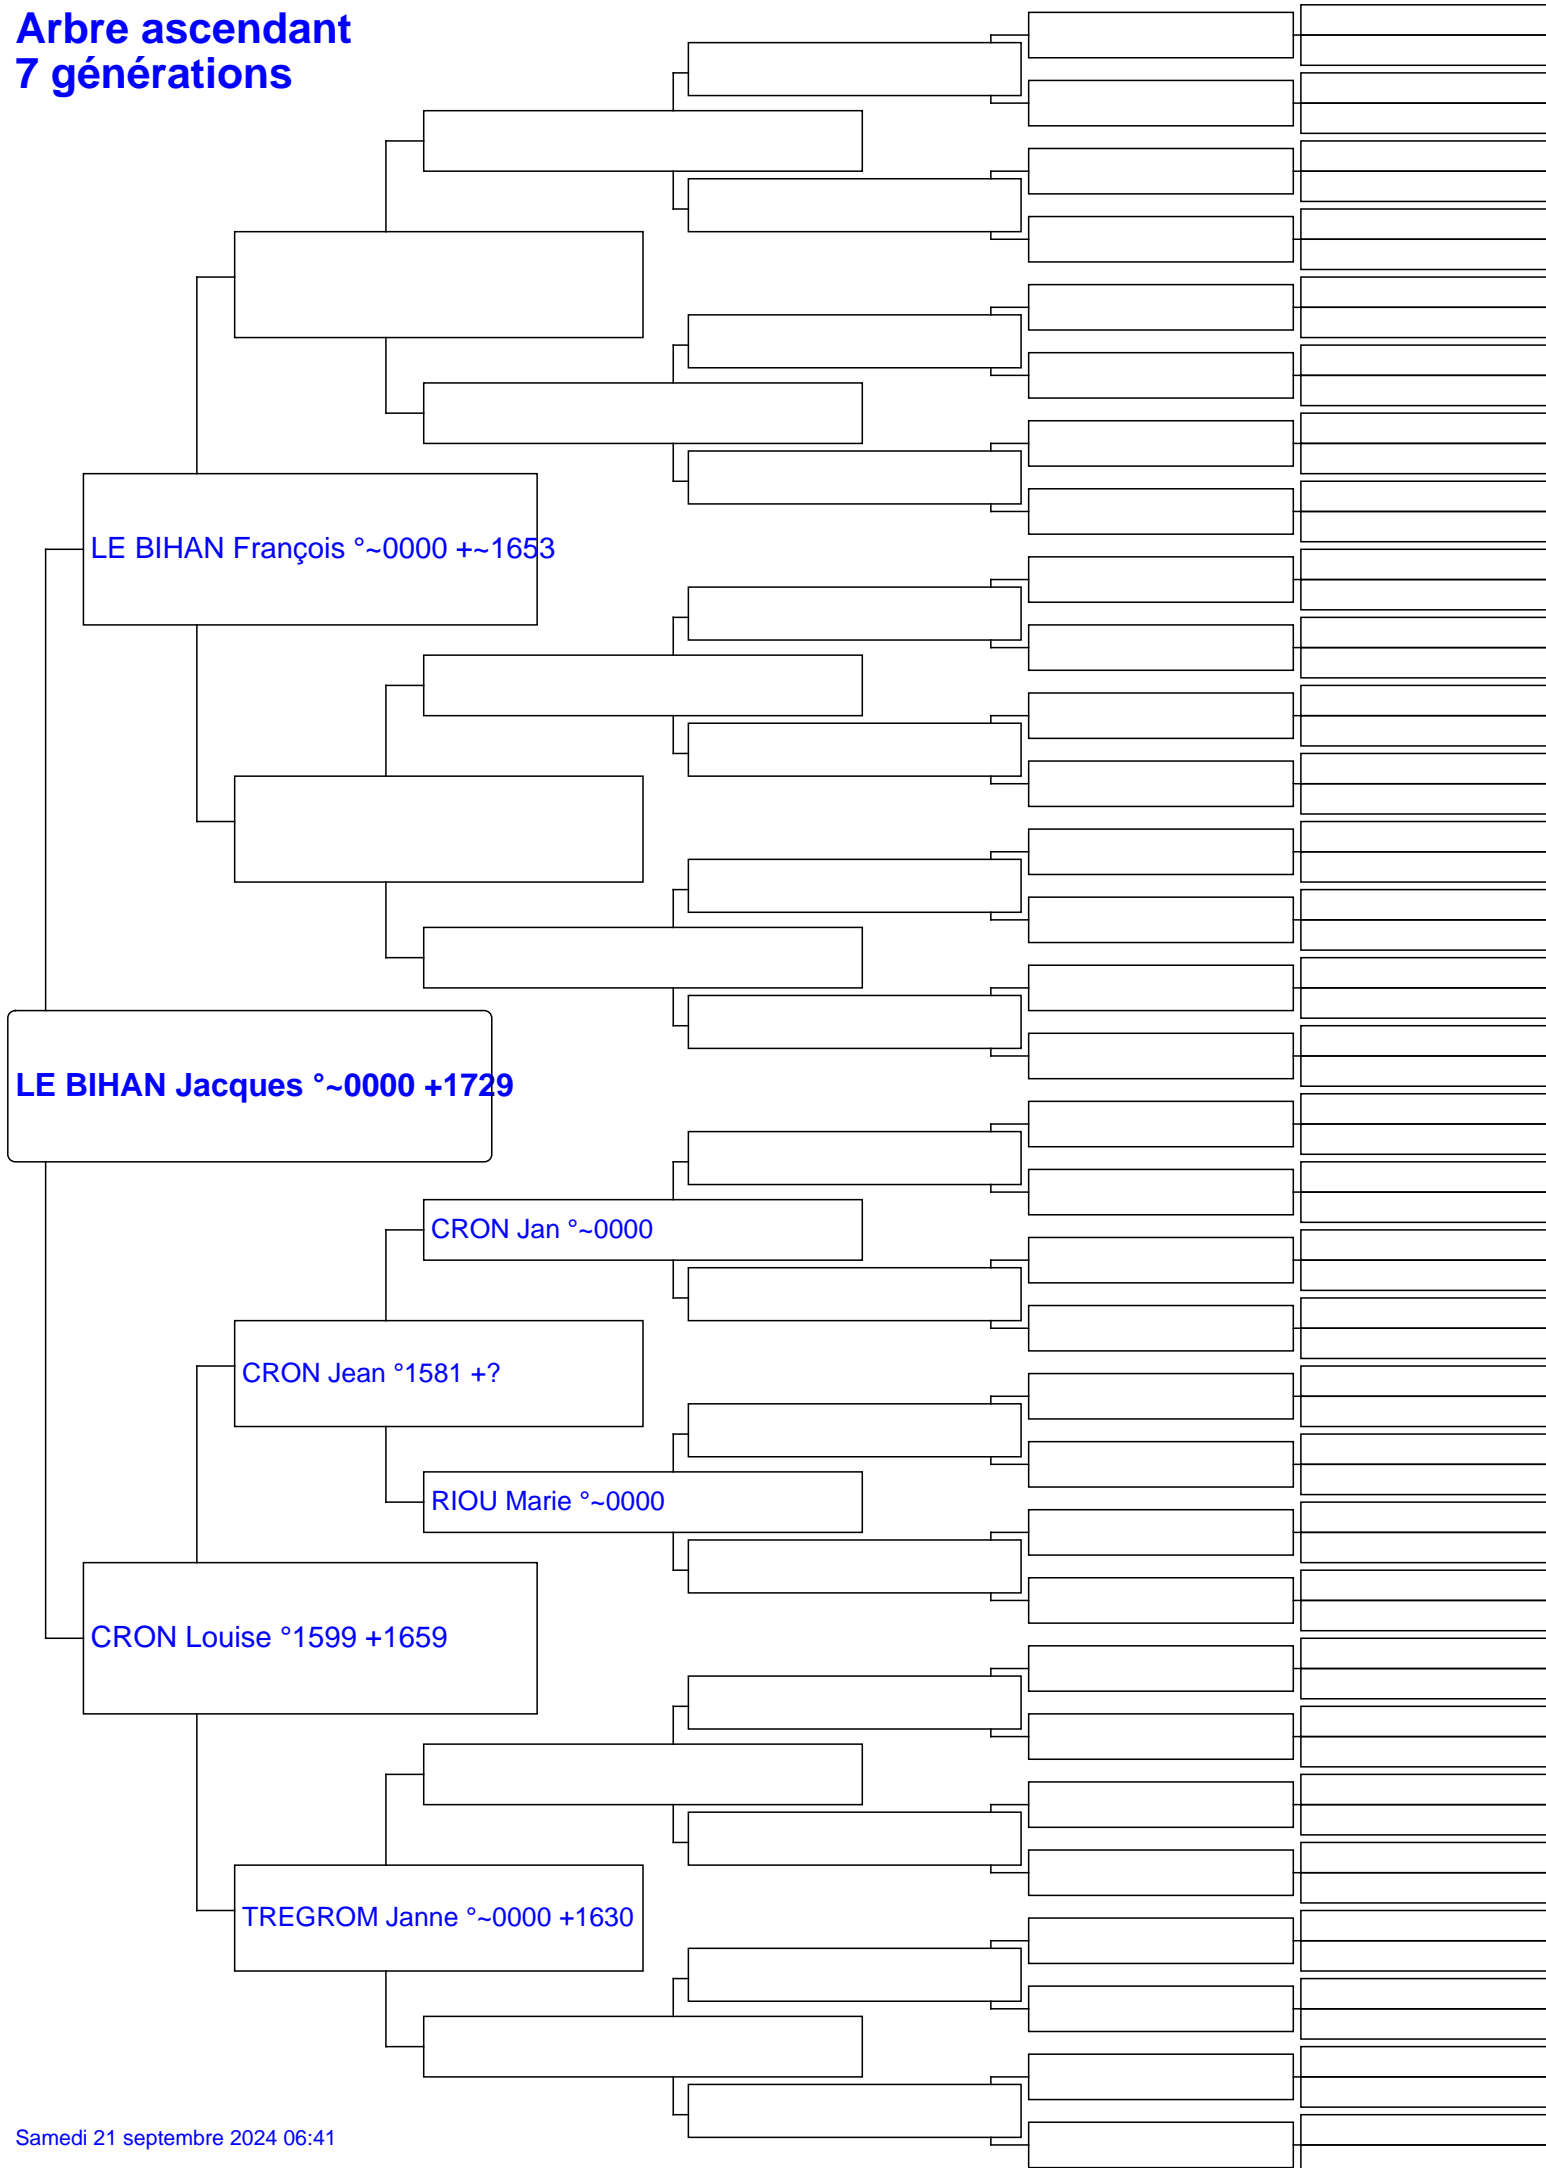 Arbre ascendant
7 générations
LE BIHAN François °~0000 +~1653
LE BIHAN Jacques °~0000 +1729
CRON Jan °~0000
CRON Jean °1581 +?
RIOU Marie °~0000
CRON Louise °1599 +1659
TREGROM Janne °~0000 +1630
Samedi 21 septembre 2024 06:41